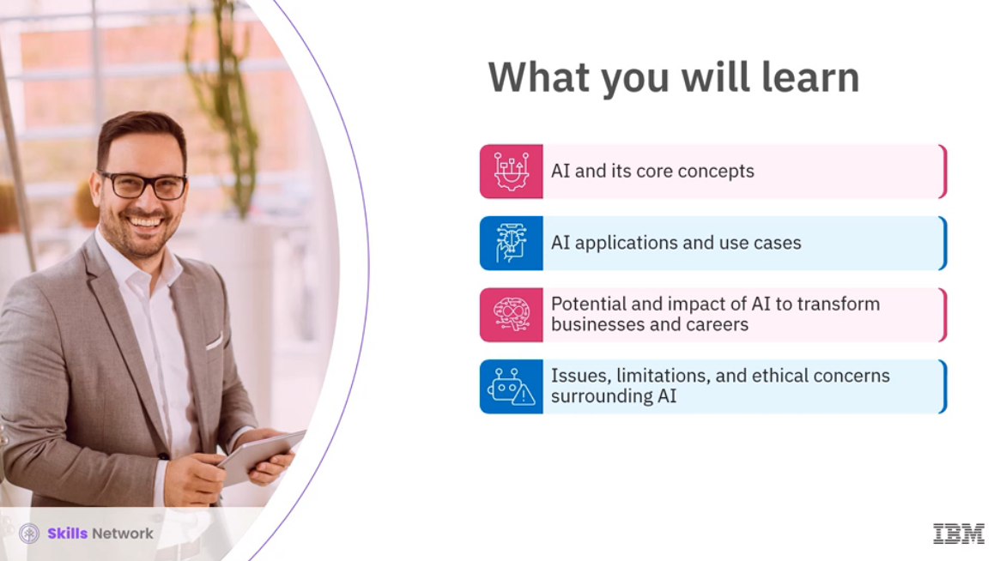 What you will learn
AI and its core concepts
AI applications and use cases
Potential and impact of AI to transform
businesses and careers
Issues, limitations, and ethical concerns
surrounding AI
Skills Network
IBM